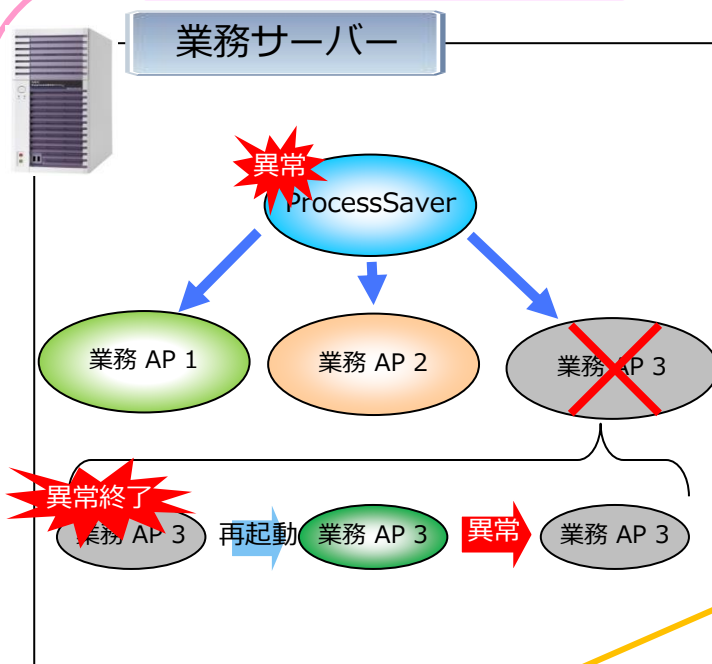 業務サーバー
異常
ProcessSaver
業務 AP 1
業務 AP 2
業務 AP 3
異常終了
業務 AP 3
再起動
業務 AP 3
異常
業務 AP 3